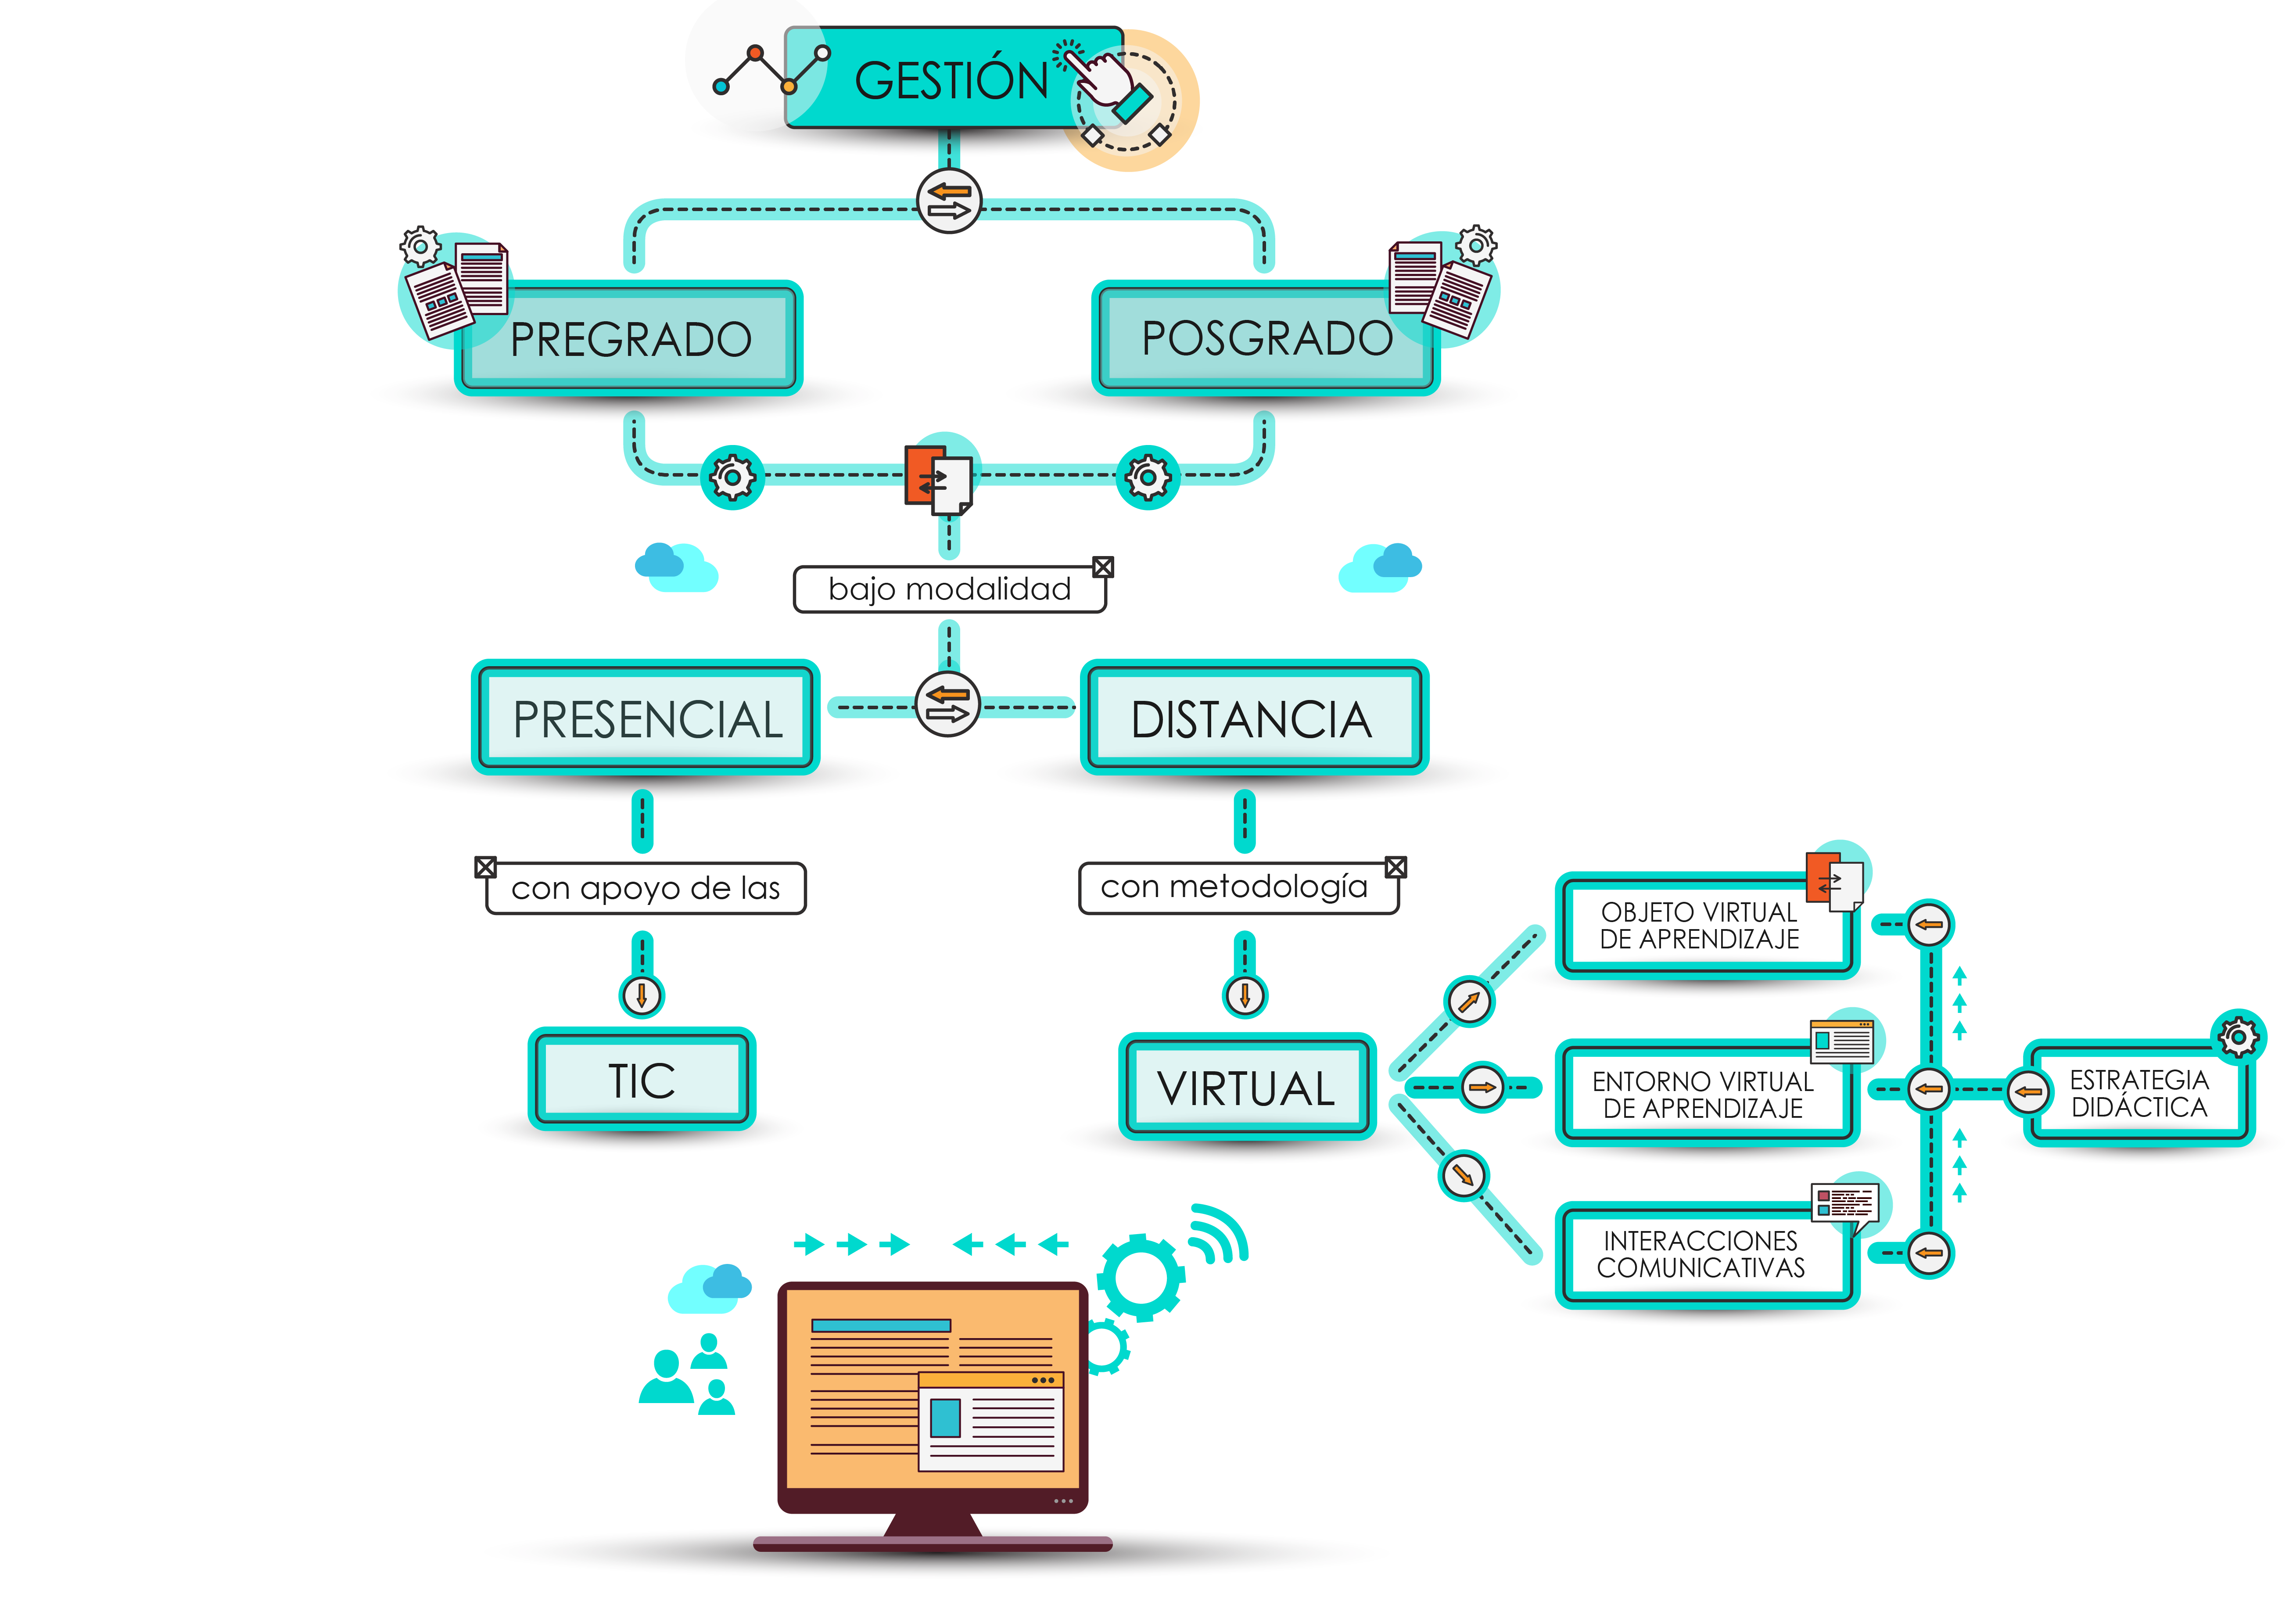 GESTIÓN
PREGRADO
POSGRADO
bajo modalidad
PRESENCIAL
DISTANCIA
con apoyo de las
con metodología
TIC
VIRTUAL
OBJETO VIRTUAL
DE APRENDIZAJE
ENTORNO VIRTUAL
DE APRENDIZAJE
INTERACCIONES
COMUNICATIVAS
ESTRATEGIA
DIDÁCTICA